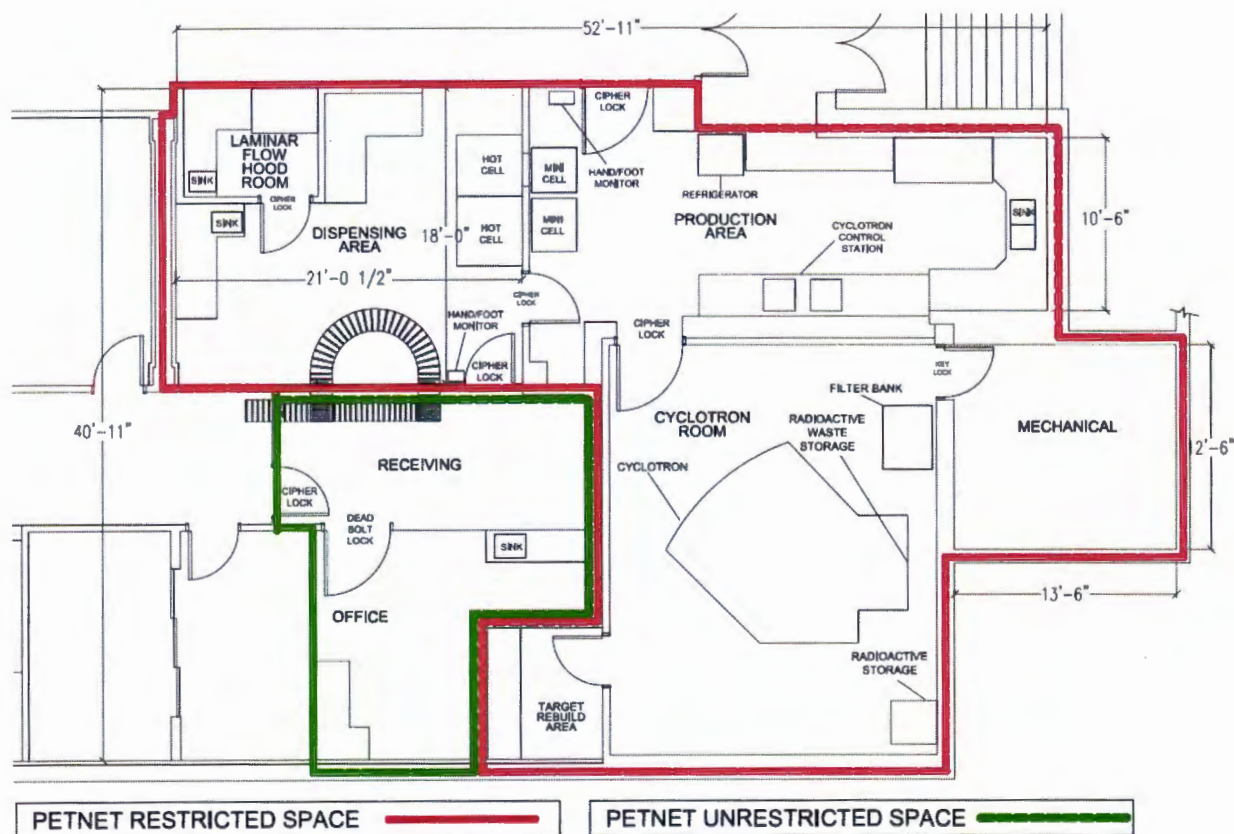 52'-11"
CIPHER
LOCK
LAMINAR
FLOW
HOOD
ROOM
SINK
CIPHER
LOCK
HOT
CELL
MINI
CELL
HAND/FOOT
MONITOR
REFRIGERATOR
SINK
DISPENSING
AREA
18'-0"
HOT
CELL
MINI
CELL
PRODUCTION
AREA
CYCLOTRON
CONTROL
STATION
SINK
10'-6"
21'-0 1/2"
CIPHER
LOCK
HAND/FOOT
MONITOR
CIPHER
LOCK
CIPHER
LOCK
KEY
LOCK
FILTER BANK
40'-11"
CYCLOTRON
ROOM
RADIOACTIVE
WASTE
STORAGE
MECHANICAL
2'-6"
RECEIVING
CYCLOTRON
CIPHER
LOCK
DEAD
BOLT
LOCK
SINK
OFFICE
13'-6"
RADIOACTIVE
STORAGE
TARGET
REBUILD
AREA
PETNET RESTRICTED SPACE
PETNET UNRESTRICTED SPACE